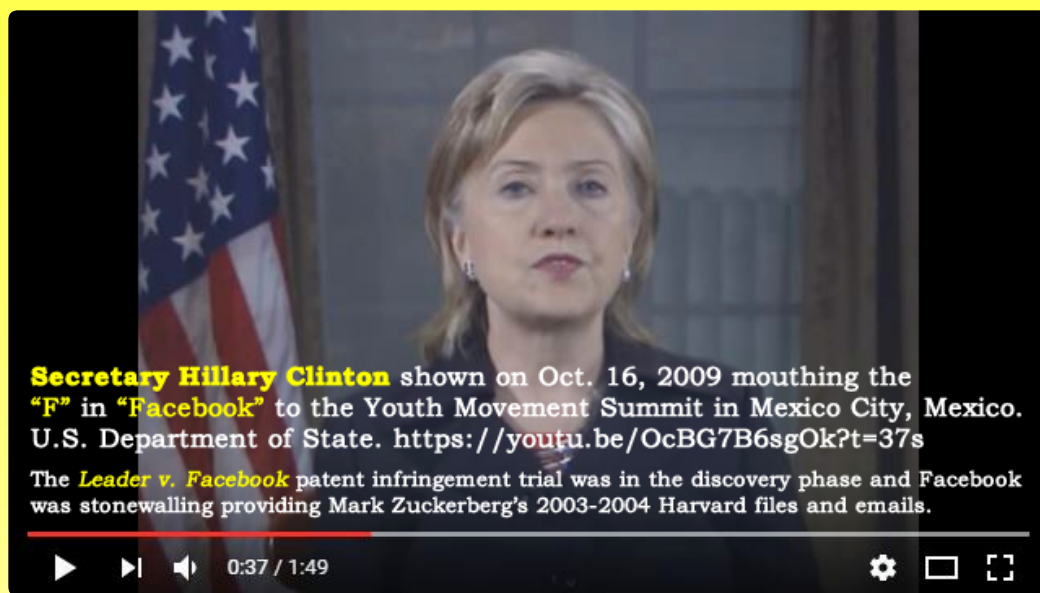 Secretary Hillary Clinton shown on Oct. 16, 2009 mouthing the
“F” in “Facebook” to the Youth Movement Summit in Mexico City, Mexico.
U.S. Department of State. https://youtu.be/OcBG7B6sgOk?t=37s
The Leader v. Facebook patent infringement trial was in the discovery phase and Facebook
was stonewalling providing Mark Zuckerberg’s 2003-2004 Harvard files and emails.
0:37 / 1:49